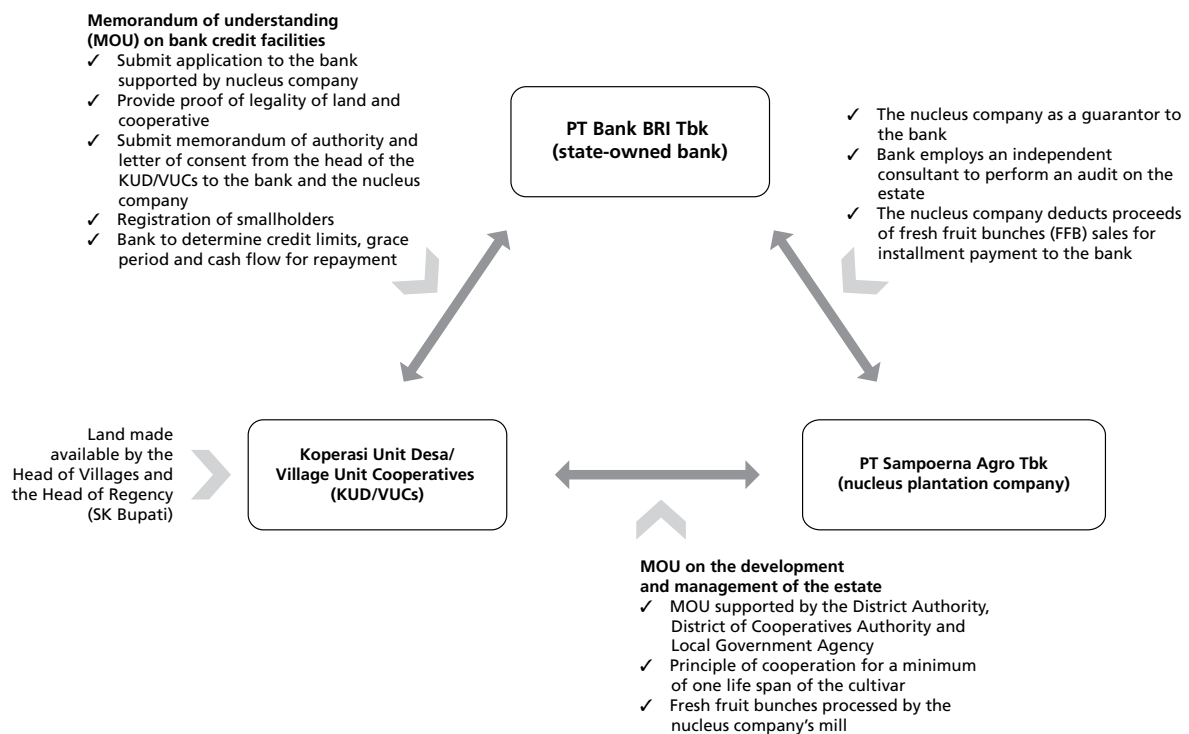 Memorandum of understanding
(MOU) on bank credit facilities
✓ Submit application to the bank
supported by nucleus company
✓ Provide proof of legality of land and
cooperative
✓ Submit memorandum of authority and
letter of consent from the head of the
KUD/VUCs to the bank and the nucleus
company
✓ Registration of smallholders
✓ Bank to determine credit limits, grace
period and cash flow for repayment
PT Bank BRI Tbk
(state-owned bank)
✓ The nucleus company as a guarantor to
the bank
✓ Bank employs an independent
consultant to perform an audit on the
estate
✓ The nucleus company deducts proceeds
of fresh fruit bunches (FFB) sales for
installment payment to the bank
Land made
available by the
Head of Villages and
the Head of Regency
(SK Bupati)
Koperasi Unit Desa/
Village Unit Cooperatives
(KUD/VUCs)
PT Sampoerna Agro Tbk
(nucleus plantation company)
MOU on the development
and management of the estate
✓ MOU supported by the District Authority,
District of Cooperatives Authority and
Local Government Agency
✓ Principle of cooperation for a minimum
of one life span of the cultivar
✓ Fresh fruit bunches processed by the
nucleus company's mill